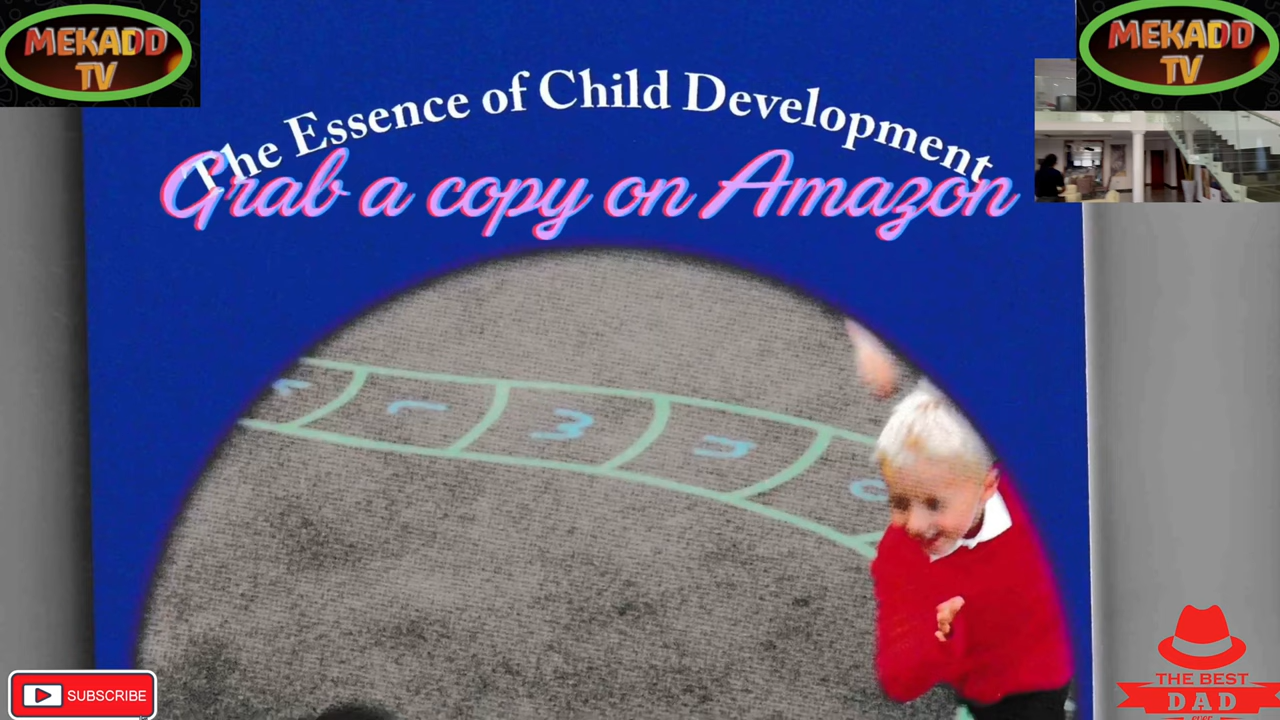 MEKADD
TV
MEKADD
TV
The Essence of Child Development
Grab a copy on Amazon
3
SUBSCRIBE
THE BEST
DAD